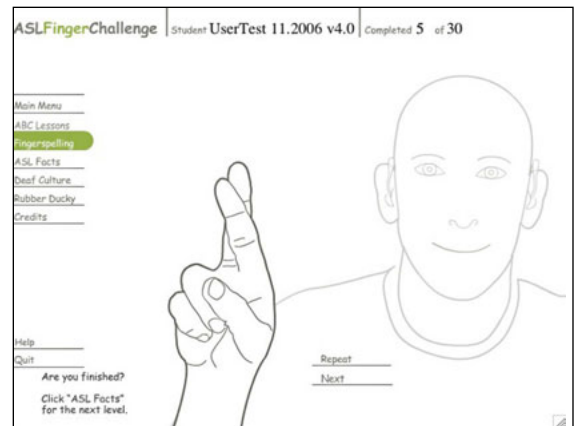 ASLFingerChallenge Student UserTest 11.2006 v4.0 Completed 5 of 30
Main Menu
ABC Lessons
Fingerspelling
ASL Facts
Deaf Culture
Rubber Ducky
Credits
Help
Quit
Are you finished?
Click "ASL Facts"
for the next level.
Repeat
Next